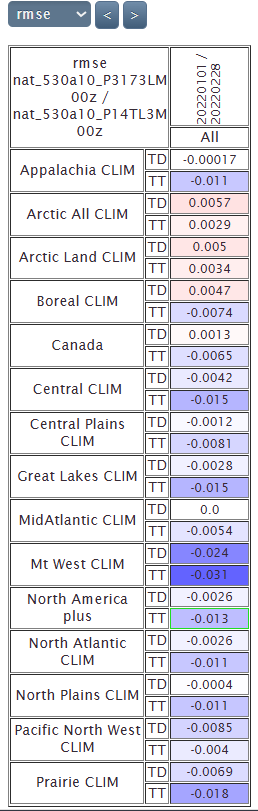 rmse < >
rmse
nat_530a10_P3173LM
00z /
nat_530a10_P14TL3M
00z
20220101 /
20220228
All
Appalachia CLIM TD -0.00017
TT -0.011
Arctic All CLIM TD 0.0057
TT 0.0029
Arctic Land CLIM TD 0.005
TT 0.0034
Boreal CLIM TD 0.0047
TT -0.0074
Canada TD 0.0013
TT -0.0065
Central CLIM TD -0.0042
TT -0.015
Central Plains
CLIM TD -0.0012
TT -0.0081
Great Lakes CLIM TD -0.0028
TT -0.015
MidAtlantic CLIM TD 0.0
TT -0.0054
Mt West CLIM TD -0.024
TT -0.031
North America
plus TD -0.0026
TT -0.013
North Atlantic
CLIM TD -0.0026
TT -0.011
North Plains CLIM TD -0.0004
TT -0.011
Pacific North West
CLIM TD -0.0085
TT -0.004
Prairie CLIM TD -0.0069
TT -0.018